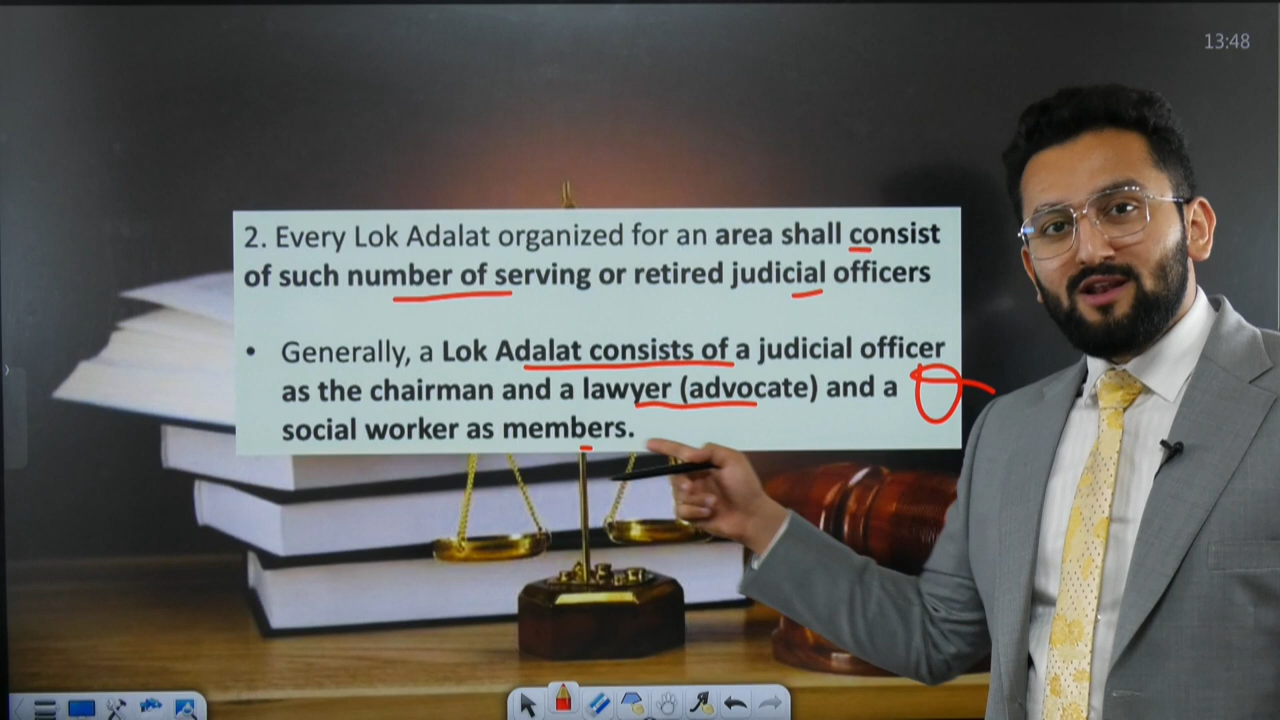 13:48
2. Every Lok Adalat organized for an area shall consist
of such number of serving or retired judicial officers
• Generally, a Lok Adalat consists of a judicial officer
as the chairman and a lawyer (advocate) and a
social worker as members.